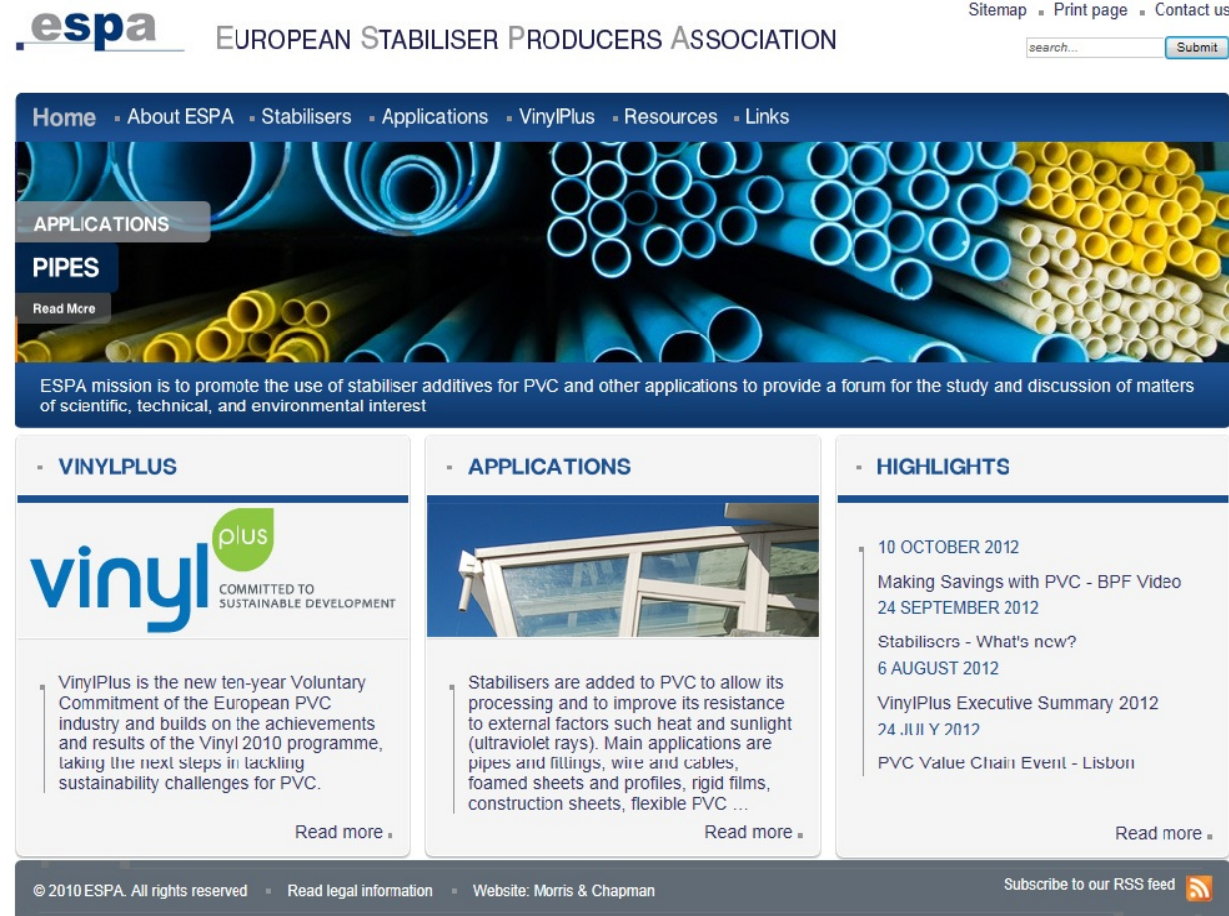 espa
EUROPEAN STABILISER PRODUCERS ASSOCIATION
Sitemap Print page Contact us
search...
Submit
Home About ESPA Stabilisers Applications VinylPlus Resources Links
APPLICATIONS
PIPES
Read More
ESPA mission is to promote the use of stabiliser additives for PVC and other applications to provide a forum for the study and discussion of matters
of scientific, technical, and environmental interest
VINYLPLUS
vinyl plus
COMMITTED TO
SUSTAINABLE DEVELOPMENT
VinylPlus is the new ten-year Voluntary
Commitment of the European PVC
industry and builds on the achievements
and results of the Vinyl 2010 programme,
taking the next steps in tackling
sustainability challenges for PVC.
Read more
APPLICATIONS
Stabilisers are added to PVC to allow its
processing and to improve its resistance
to external factors such heat and sunlight
(ultraviolet rays). Main applications are
pipes and fittings, wire and cables,
foamed sheets and profiles, rigid films,
construction sheets, flexible PVC ...
Read more
HIGHLIGHTS
10 OCTOBER 2012
Making Savings with PVC - BPF Video
24 SEPTEMBER 2012
Stabilisers - What's new?
6 AUGUST 2012
VinylPlus Executive Summary 2012
24 JULY 2012
PVC Value Chain Event - Lisbon
Read more
© 2010 ESPA. All rights reserved Read legal information Website: Morris & Chapman
Subscribe to our RSS feed